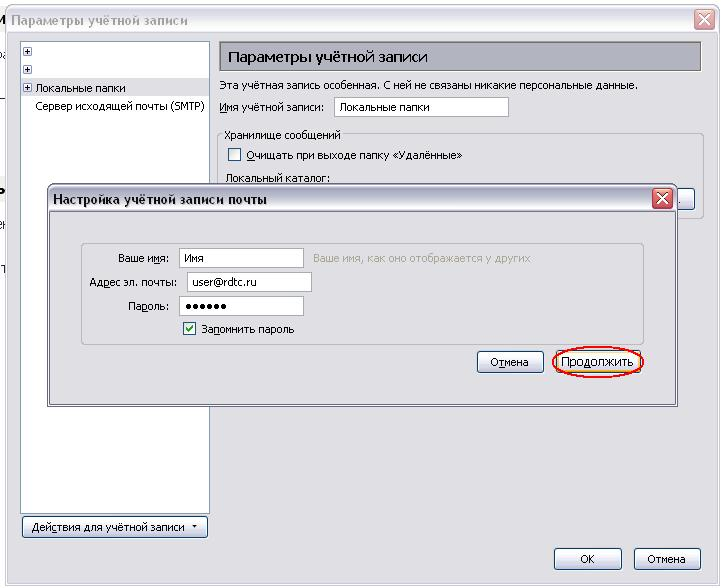 Параметры учётной записи
Параметры учётной записи
Локальные папки
Сервер исходящей почты (SMTP)
Эта учётная запись особенная. С ней не связаны никакие персональные данные.
Имя учётной записи: Локальные папки
Хранилище сообщений
Очищать при выходе папку «Удалённые»
Локальный каталог:
Настройка учётной записи почты
Ваше имя: Имя Ваше имя, как оно отображается у других
Адрес эл. почты: user@rdtc.ru
Пароль: ●●●●●●
Запомнить пароль
Отмена Продолжить
Действия для учётной записи
OK Отмена